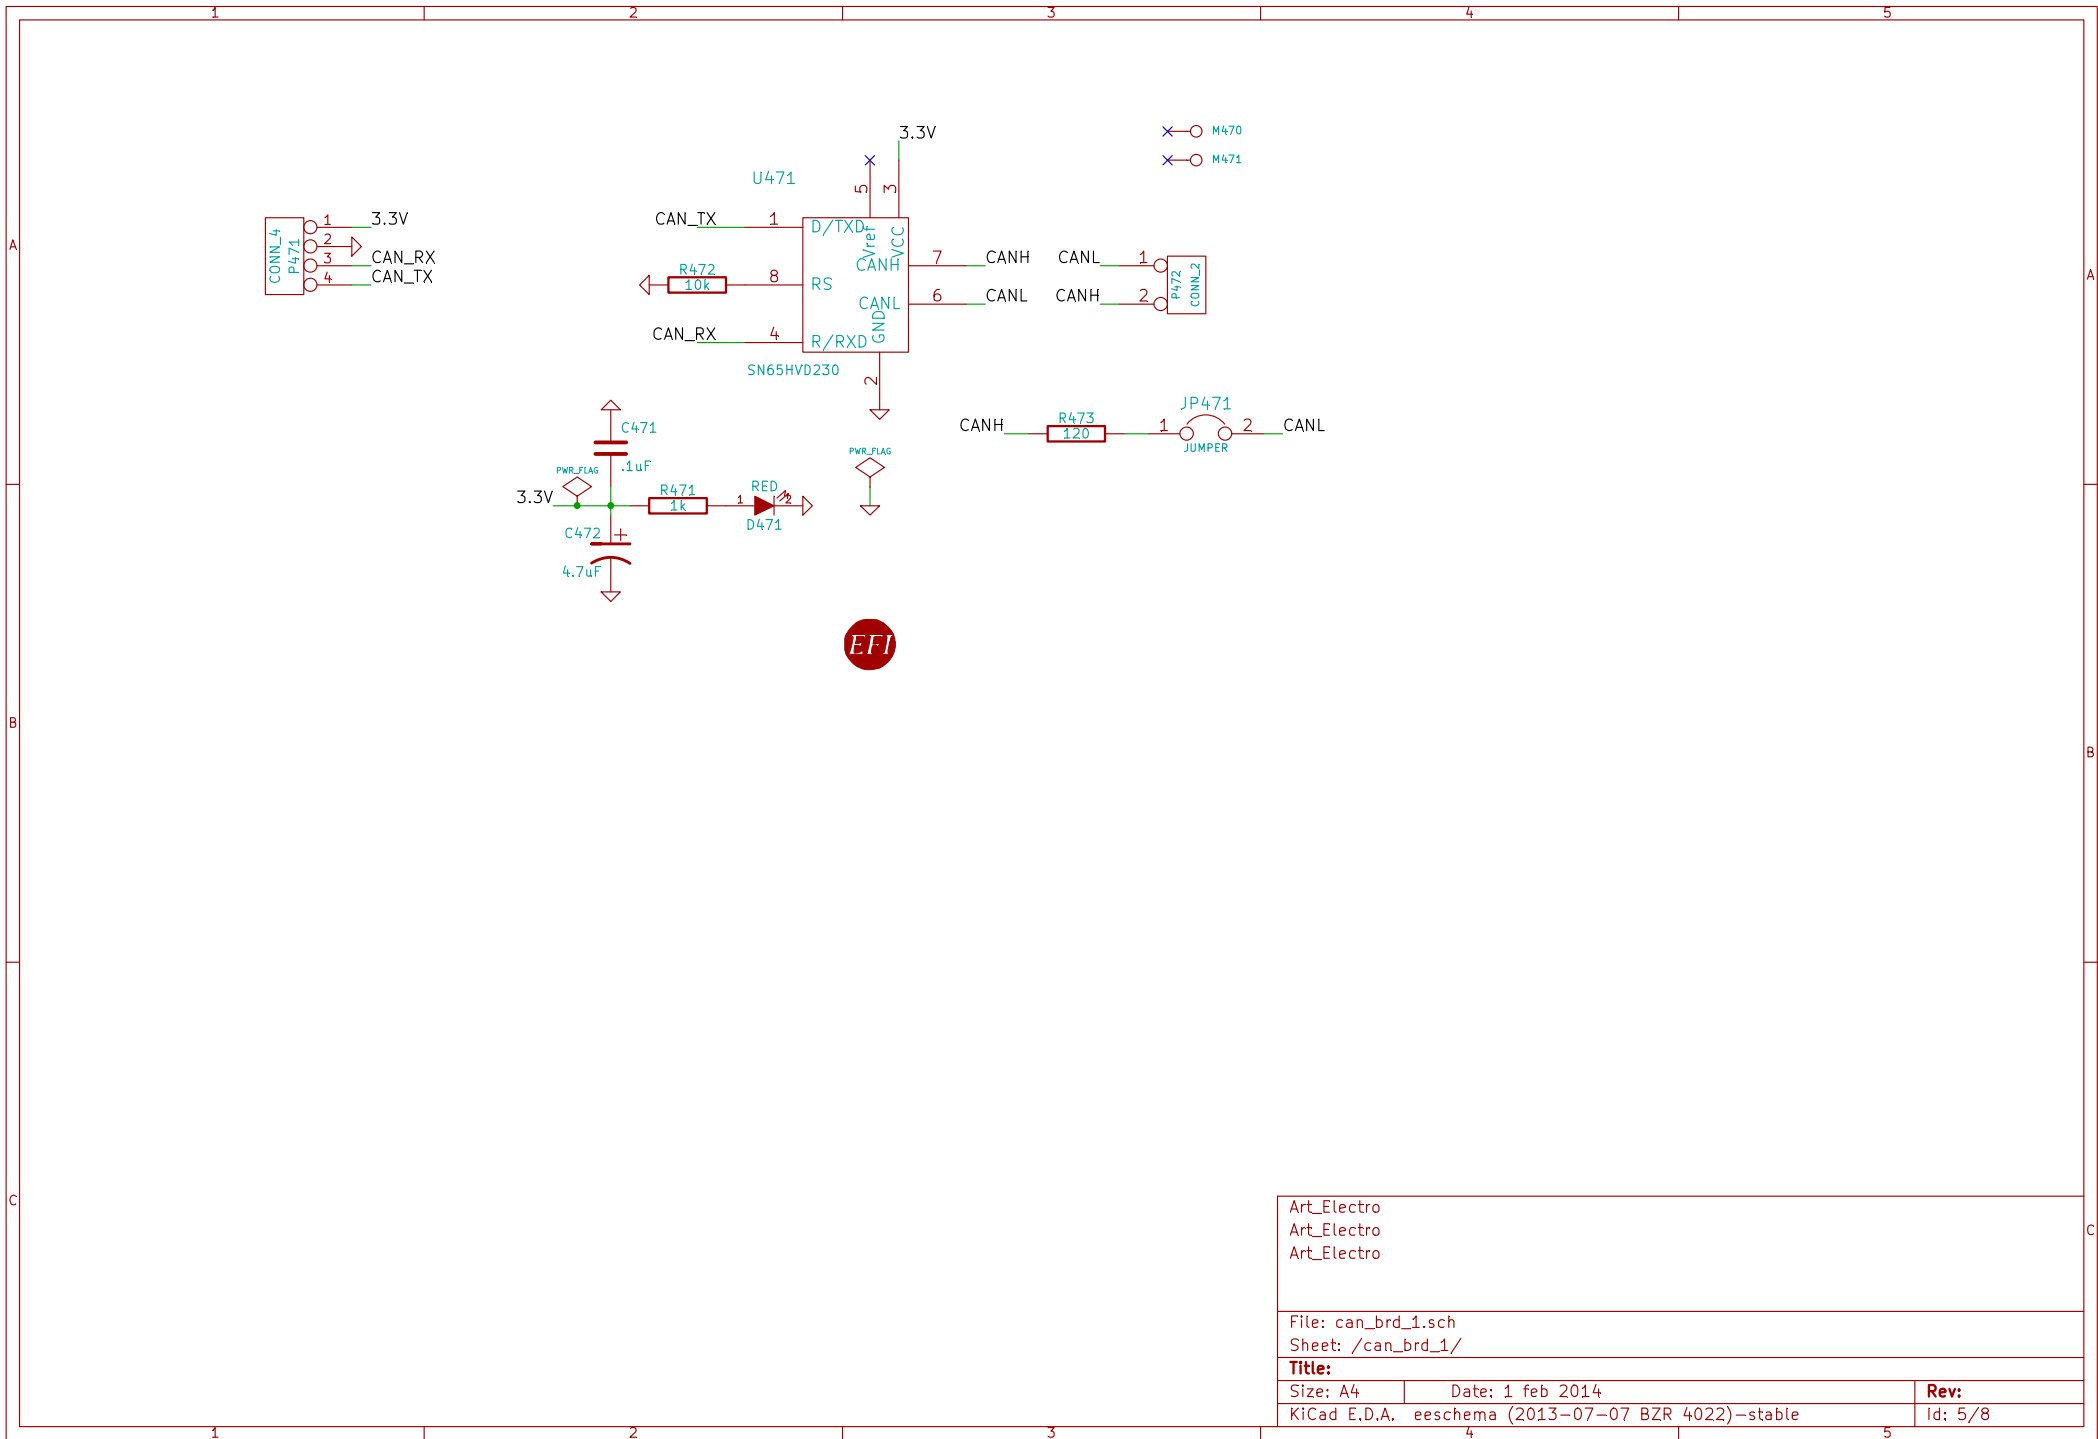 1 2 3 4 5
3.3V
M470
M471
U471
5 3
3.3V
CAN_RX
CAN_TX
1
2
3
4
CONN_4
P471
CAN_TX
1
D/TXD
Vref
VCC
R472
10k
8
RS
CAN_RX
4
R/RXD
GND
2
SN65HVD230
CANH
7
CANH
CANL
6
CANL
CANL
1
CANH
2
P472
CONN_2
A
A
CANH
R473
120
JP471
1
2
JUMPER
CANL
C471
.1uF
PWR_FLAG
3.3V
R471
1k
RED
1
2
D471
C472
+
4.7uF
PWR_FLAG
EFI
B
B
C
C
Art_Electro
Art_Electro
Art_Electro
File: can_brd_1.sch
Sheet: /can_brd_1/
Title:
Size: A4 Date: 1 feb 2014 Rev:
KiCad E.D.A. eeschema (2013-07-07 BZR 4022)-stable Id: 5/8
1 2 3 4 5